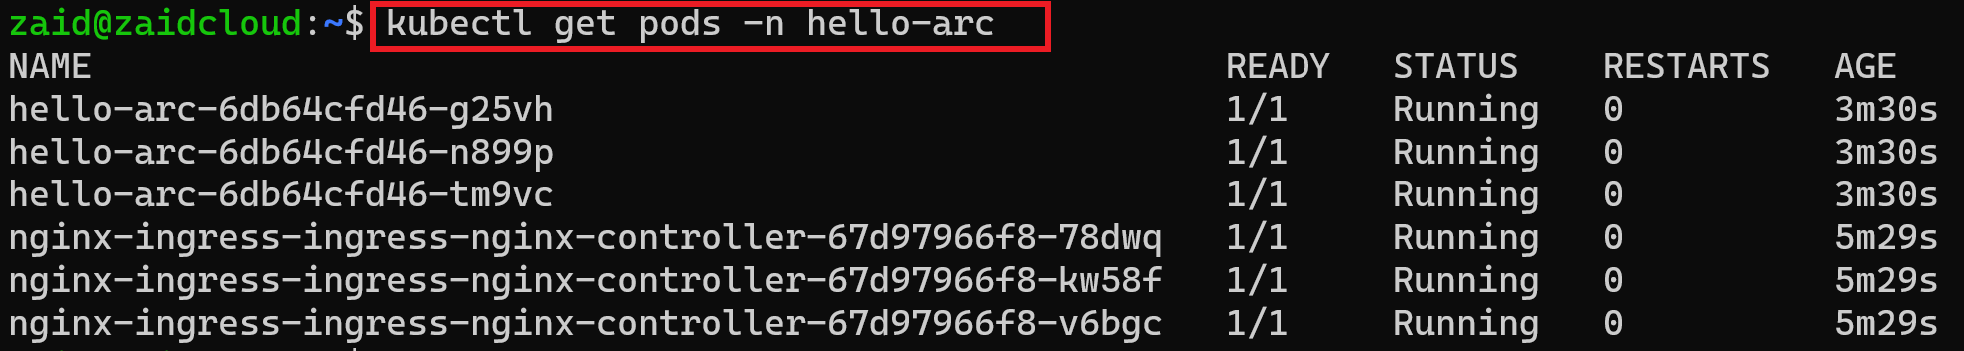 zaid@zaidcloud:~$ kubectl get pods -n hello-arc
NAME READY STATUS RESTARTS AGE
hello-arc-6db64cfd46-g25vh 1/1 Running 0 3m30s
hello-arc-6db64cfd46-n899p 1/1 Running 0 3m30s
hello-arc-6db64cfd46-tm9vc 1/1 Running 0 3m30s
nginx-ingress-ingress-nginx-controller-67d97966f8-78dwq 1/1 Running 0 5m29s
nginx-ingress-ingress-nginx-controller-67d97966f8-kw58f 1/1 Running 0 5m29s
nginx-ingress-ingress-nginx-controller-67d97966f8-v6bgc 1/1 Running 0 5m29s